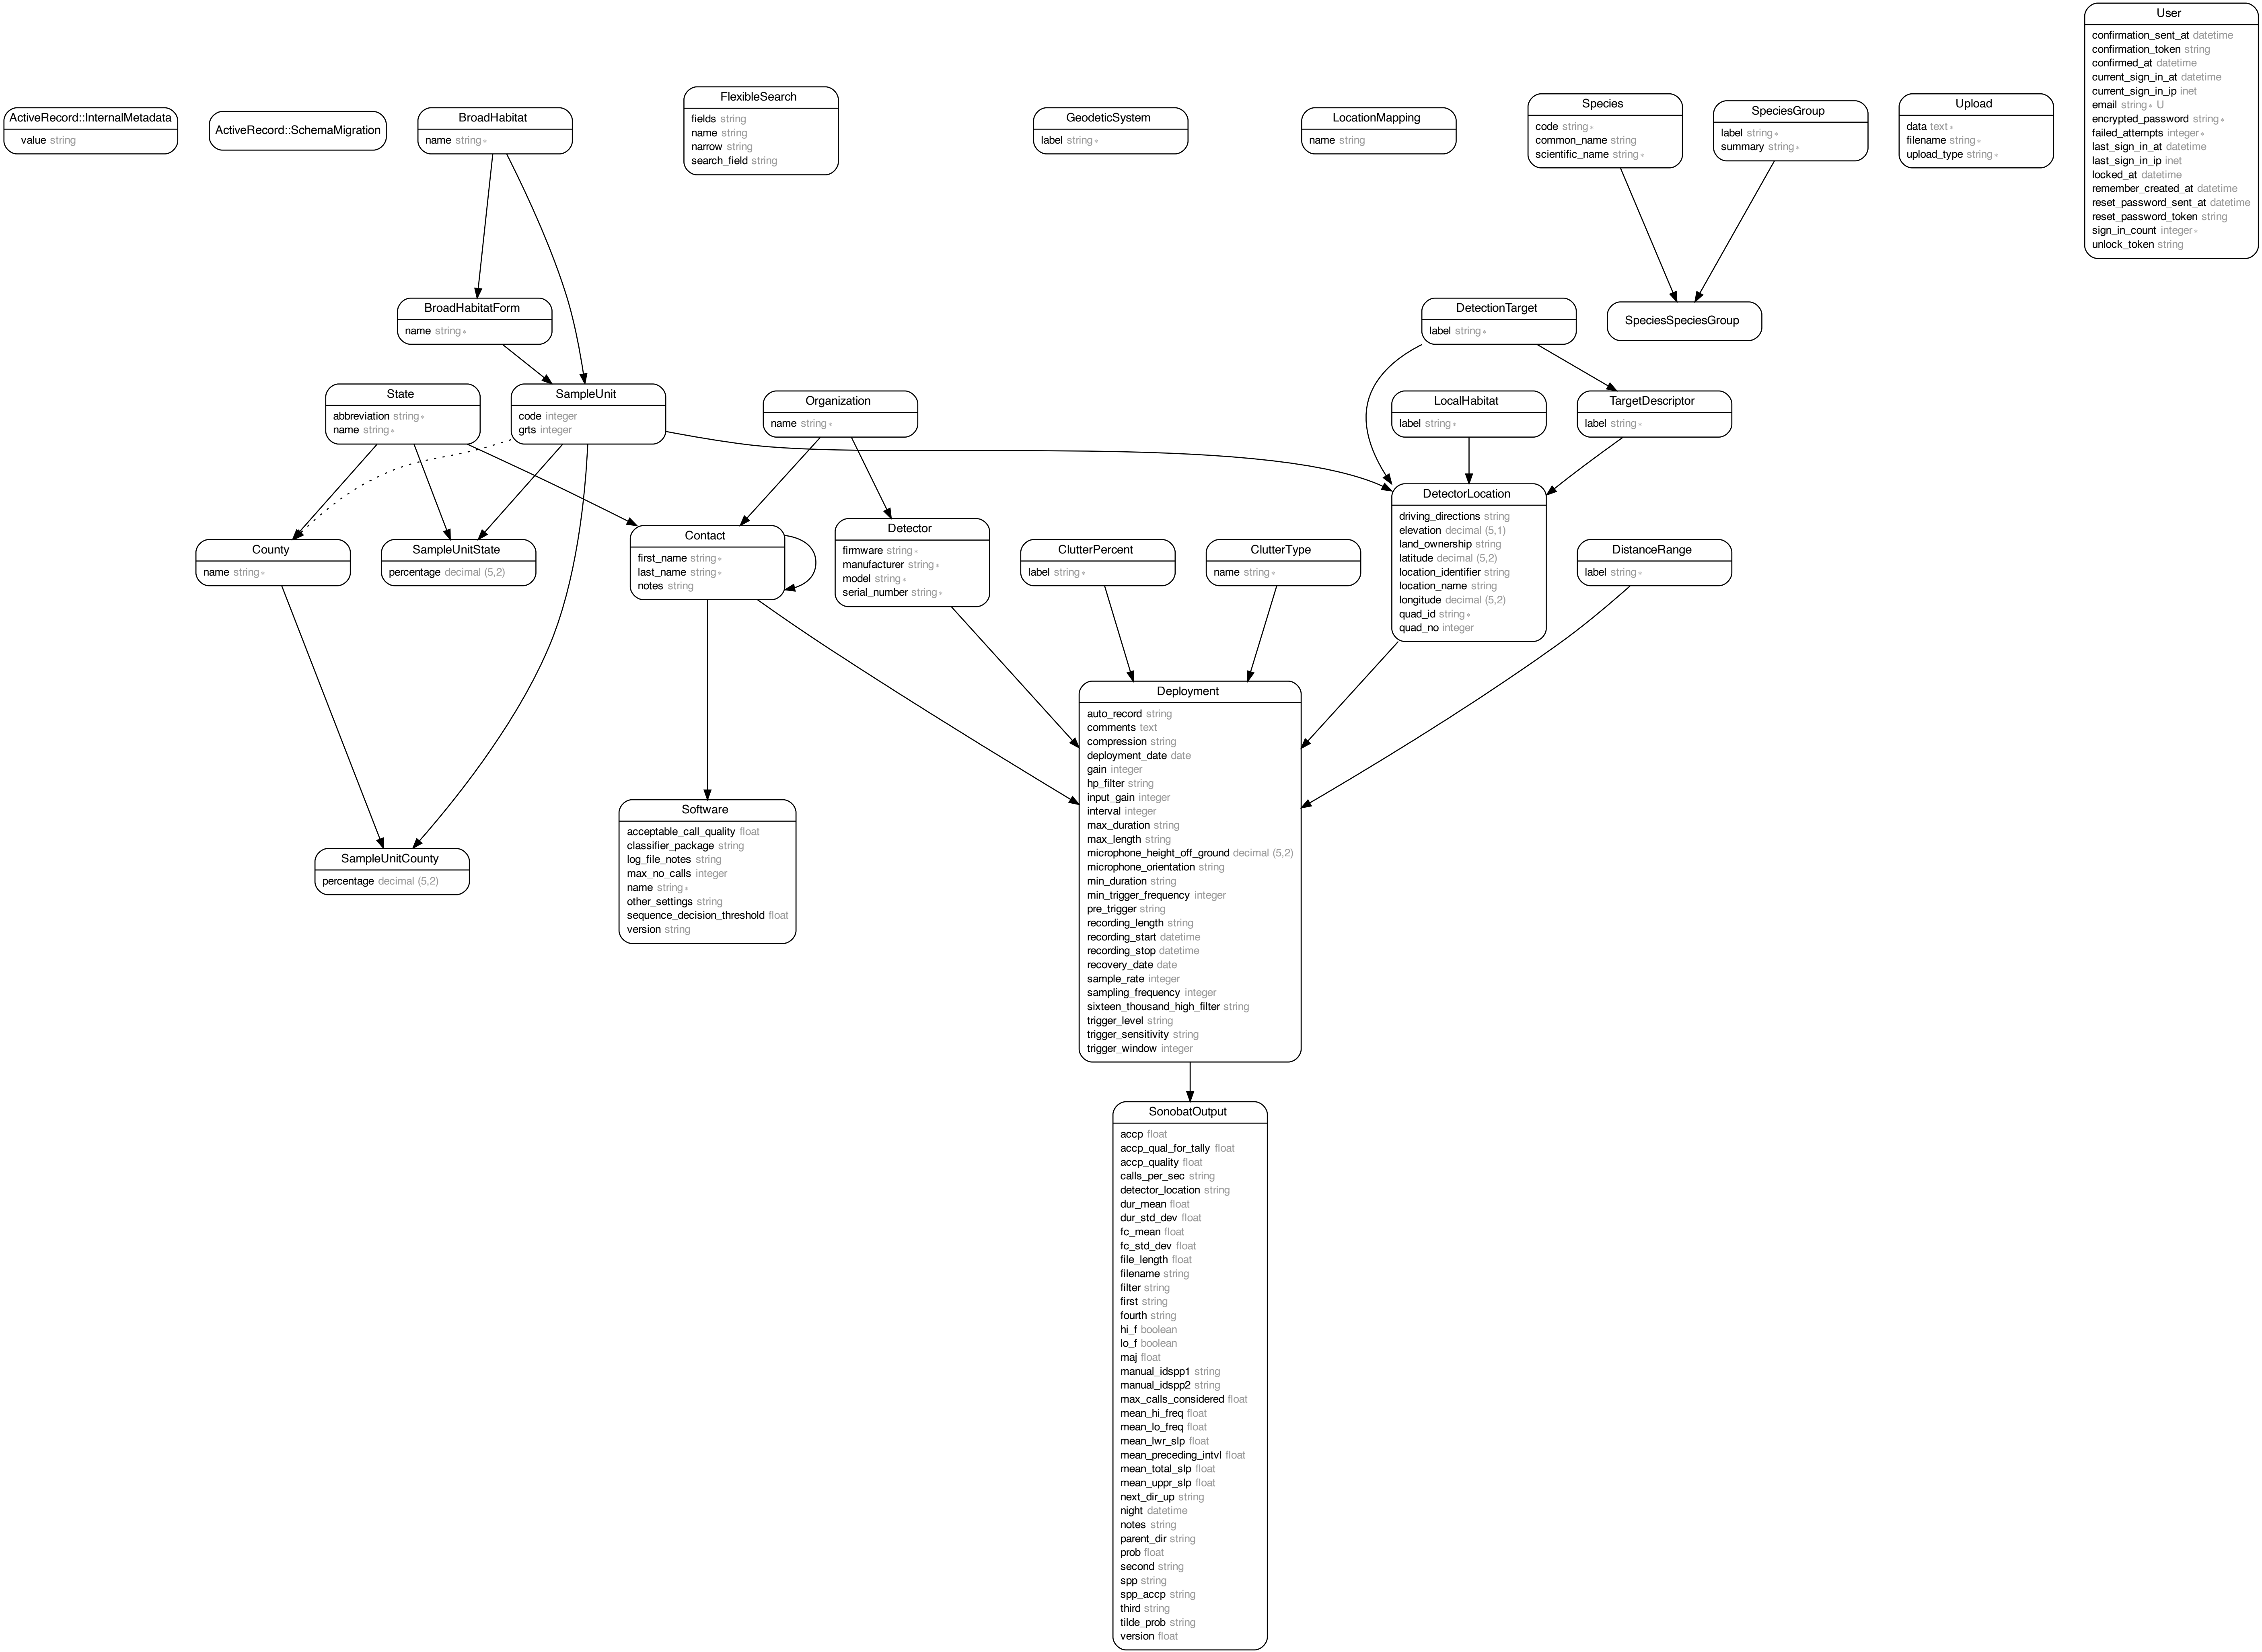 User
confirmation_sent_at datetime
confirmation_token string
confirmed_at datetime
current_sign_in_at datetime
current_sign_in_ip inet
email string * U
encrypted_password string *
failed_attempts integer *
last_sign_in_at datetime
last_sign_in_ip inet
locked_at datetime
remember_created_at datetime
reset_password_sent_at datetime
reset_password_token string
sign_in_count integer *
unlock_token string
ActiveRecord::InternalMetadata
value string
ActiveRecord::SchemaMigration
BroadHabitat
name string *
FlexibleSearch
fields string
name string
narrow string
search_field string
GeodeticSystem
label string *
LocationMapping
name string
Species
code string *
common_name string
scientific_name string *
SpeciesGroup
label string *
summary string *
Upload
data text *
filename string *
upload_type string *
BroadHabitatForm
name string *
DetectionTarget
label string *
SpeciesSpeciesGroup
State
abbreviation string *
name string *
SampleUnit
code integer
grts integer
Organization
name string *
LocalHabitat
label string *
TargetDescriptor
label string *
County
name string *
SampleUnitState
percentage decimal (5,2)
Contact
first_name string *
last_name string *
notes string
Detector
firmware string *
manufacturer string *
model string *
serial_number string *
ClutterPercent
label string *
ClutterType
name string *
DetectorLocation
driving_directions string
elevation decimal (5,1)
land_ownership string
latitude decimal (5,2)
location_identifier string
location_name string
longitude decimal (5,2)
quad_id string *
quad_no integer
DistanceRange
label string *
Deployment
auto_record string
comments text
compression string
deployment_date date
gain integer
hp_filter string
input_gain integer
interval integer
max_duration string
max_length string
microphone_height_off_ground decimal (5,2)
microphone_orientation string
min_duration string
min_trigger_frequency integer
pre_trigger string
recording_length string
recording_start datetime
recording_stop datetime
recovery_date date
sample_rate integer
sampling_frequency integer
sixteen_thousand_high_filter string
trigger_level string
trigger_sensitivity string
trigger_window integer
Software
acceptable_call_quality float
classifier_package string
log_file_notes string
max_no_calls integer
name string *
other_settings string
sequence_decision_threshold float
version string
SampleUnitCounty
percentage decimal (5,2)
SonobatOutput
accp float
accp_qual_for_tally float
accp_quality float
calls_per_sec string
detector_location string
dur_mean float
dur_std_dev float
fc_mean float
fc_std_dev float
file_length float
filename string
filter string
first string
fourth string
hi_f boolean
lo_f boolean
maj float
manual_idspp1 string
manual_idspp2 string
max_calls_considered float
mean_hi_freq float
mean_lo_freq float
mean_lwr_slp float
mean_preceding_intvl float
mean_total_slp float
mean_uppr_slp float
next_dir_up string
night datetime
notes string
parent_dir string
prob float
second string
spp string
spp_accp string
third string
tilde_prob string
version float